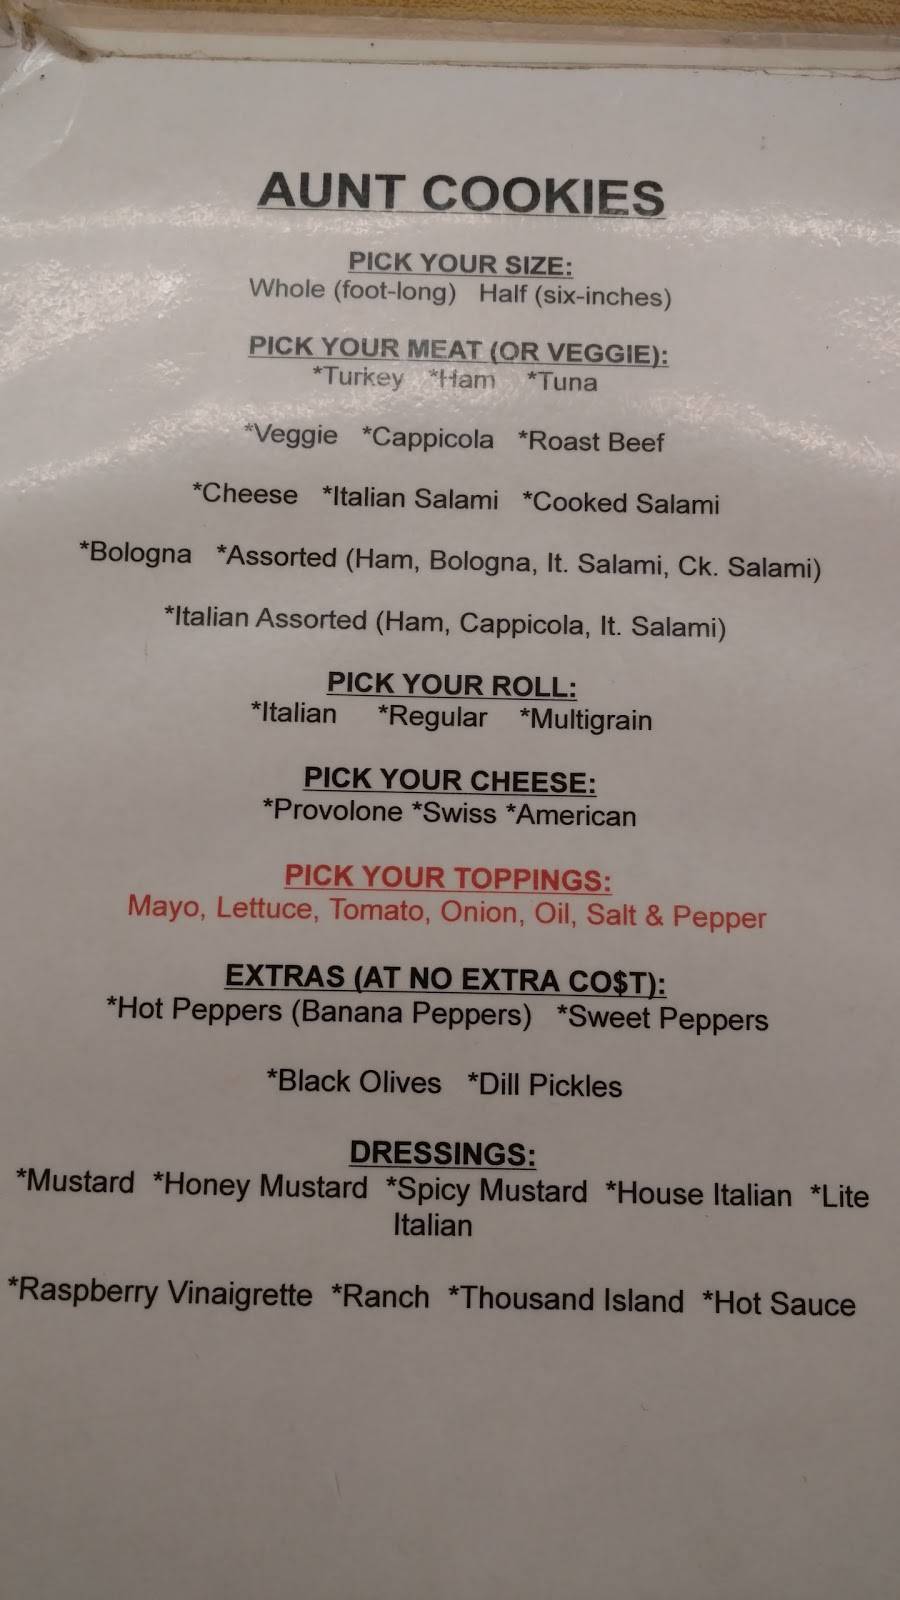 AUNT COOKIES
PICK YOUR SIZE:
Whole (foot-long) Half (six-inches)
PICK YOUR MEAT (OR VEGGIE):
*Turkey *Ham *Tuna
*Veggie *Cappicola *Roast Beef
*Cheese *Italian Salami *Cooked Salami
*Bologna *Assorted (Ham, Bologna, It. Salami, Ck. Salami)
*Italian Assorted (Ham, Cappicola, It. Salami)
PICK YOUR ROLL:
*Italian *Regular *Multigrain
PICK YOUR CHEESE:
*Provolone *Swiss *American
PICK YOUR TOPPINGS:
Mayo, Lettuce, Tomato, Onion, Oil, Salt & Pepper
EXTRAS (AT NO EXTRA CO$T):
*Hot Peppers (Banana Peppers) *Sweet Peppers
*Black Olives *Dill Pickles
DRESSINGS:
*Mustard *Honey Mustard *Spicy Mustard *House Italian *Lite
Italian
*Raspberry Vinaigrette *Ranch *Thousand Island *Hot Sauce